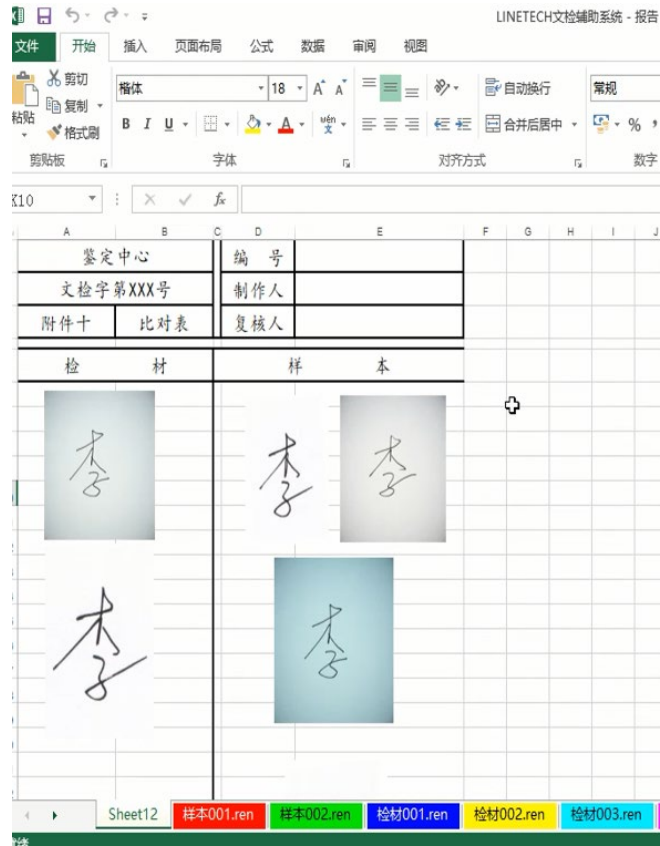 LINETECH文检辅助系统 - 报告
文件 开始 插入 页面布局 公式 数据 审阅 视图
剪切
复制
粘贴
格式刷
楷体 18 A A
自动换行
常规
B I U A wén 文
合并后居中
% ,
剪贴板 字体 对齐方式 数字
K10 fx
A B C D E F G H I J
鉴定中心 编 号
文检字第XXX号 制作人
附件十 比对表 复核人
检 材 样 本
李 李 李
李 李
Sheet12 样本001.ren 样本002.ren 检材001.ren 检材002.ren 检材003.ren